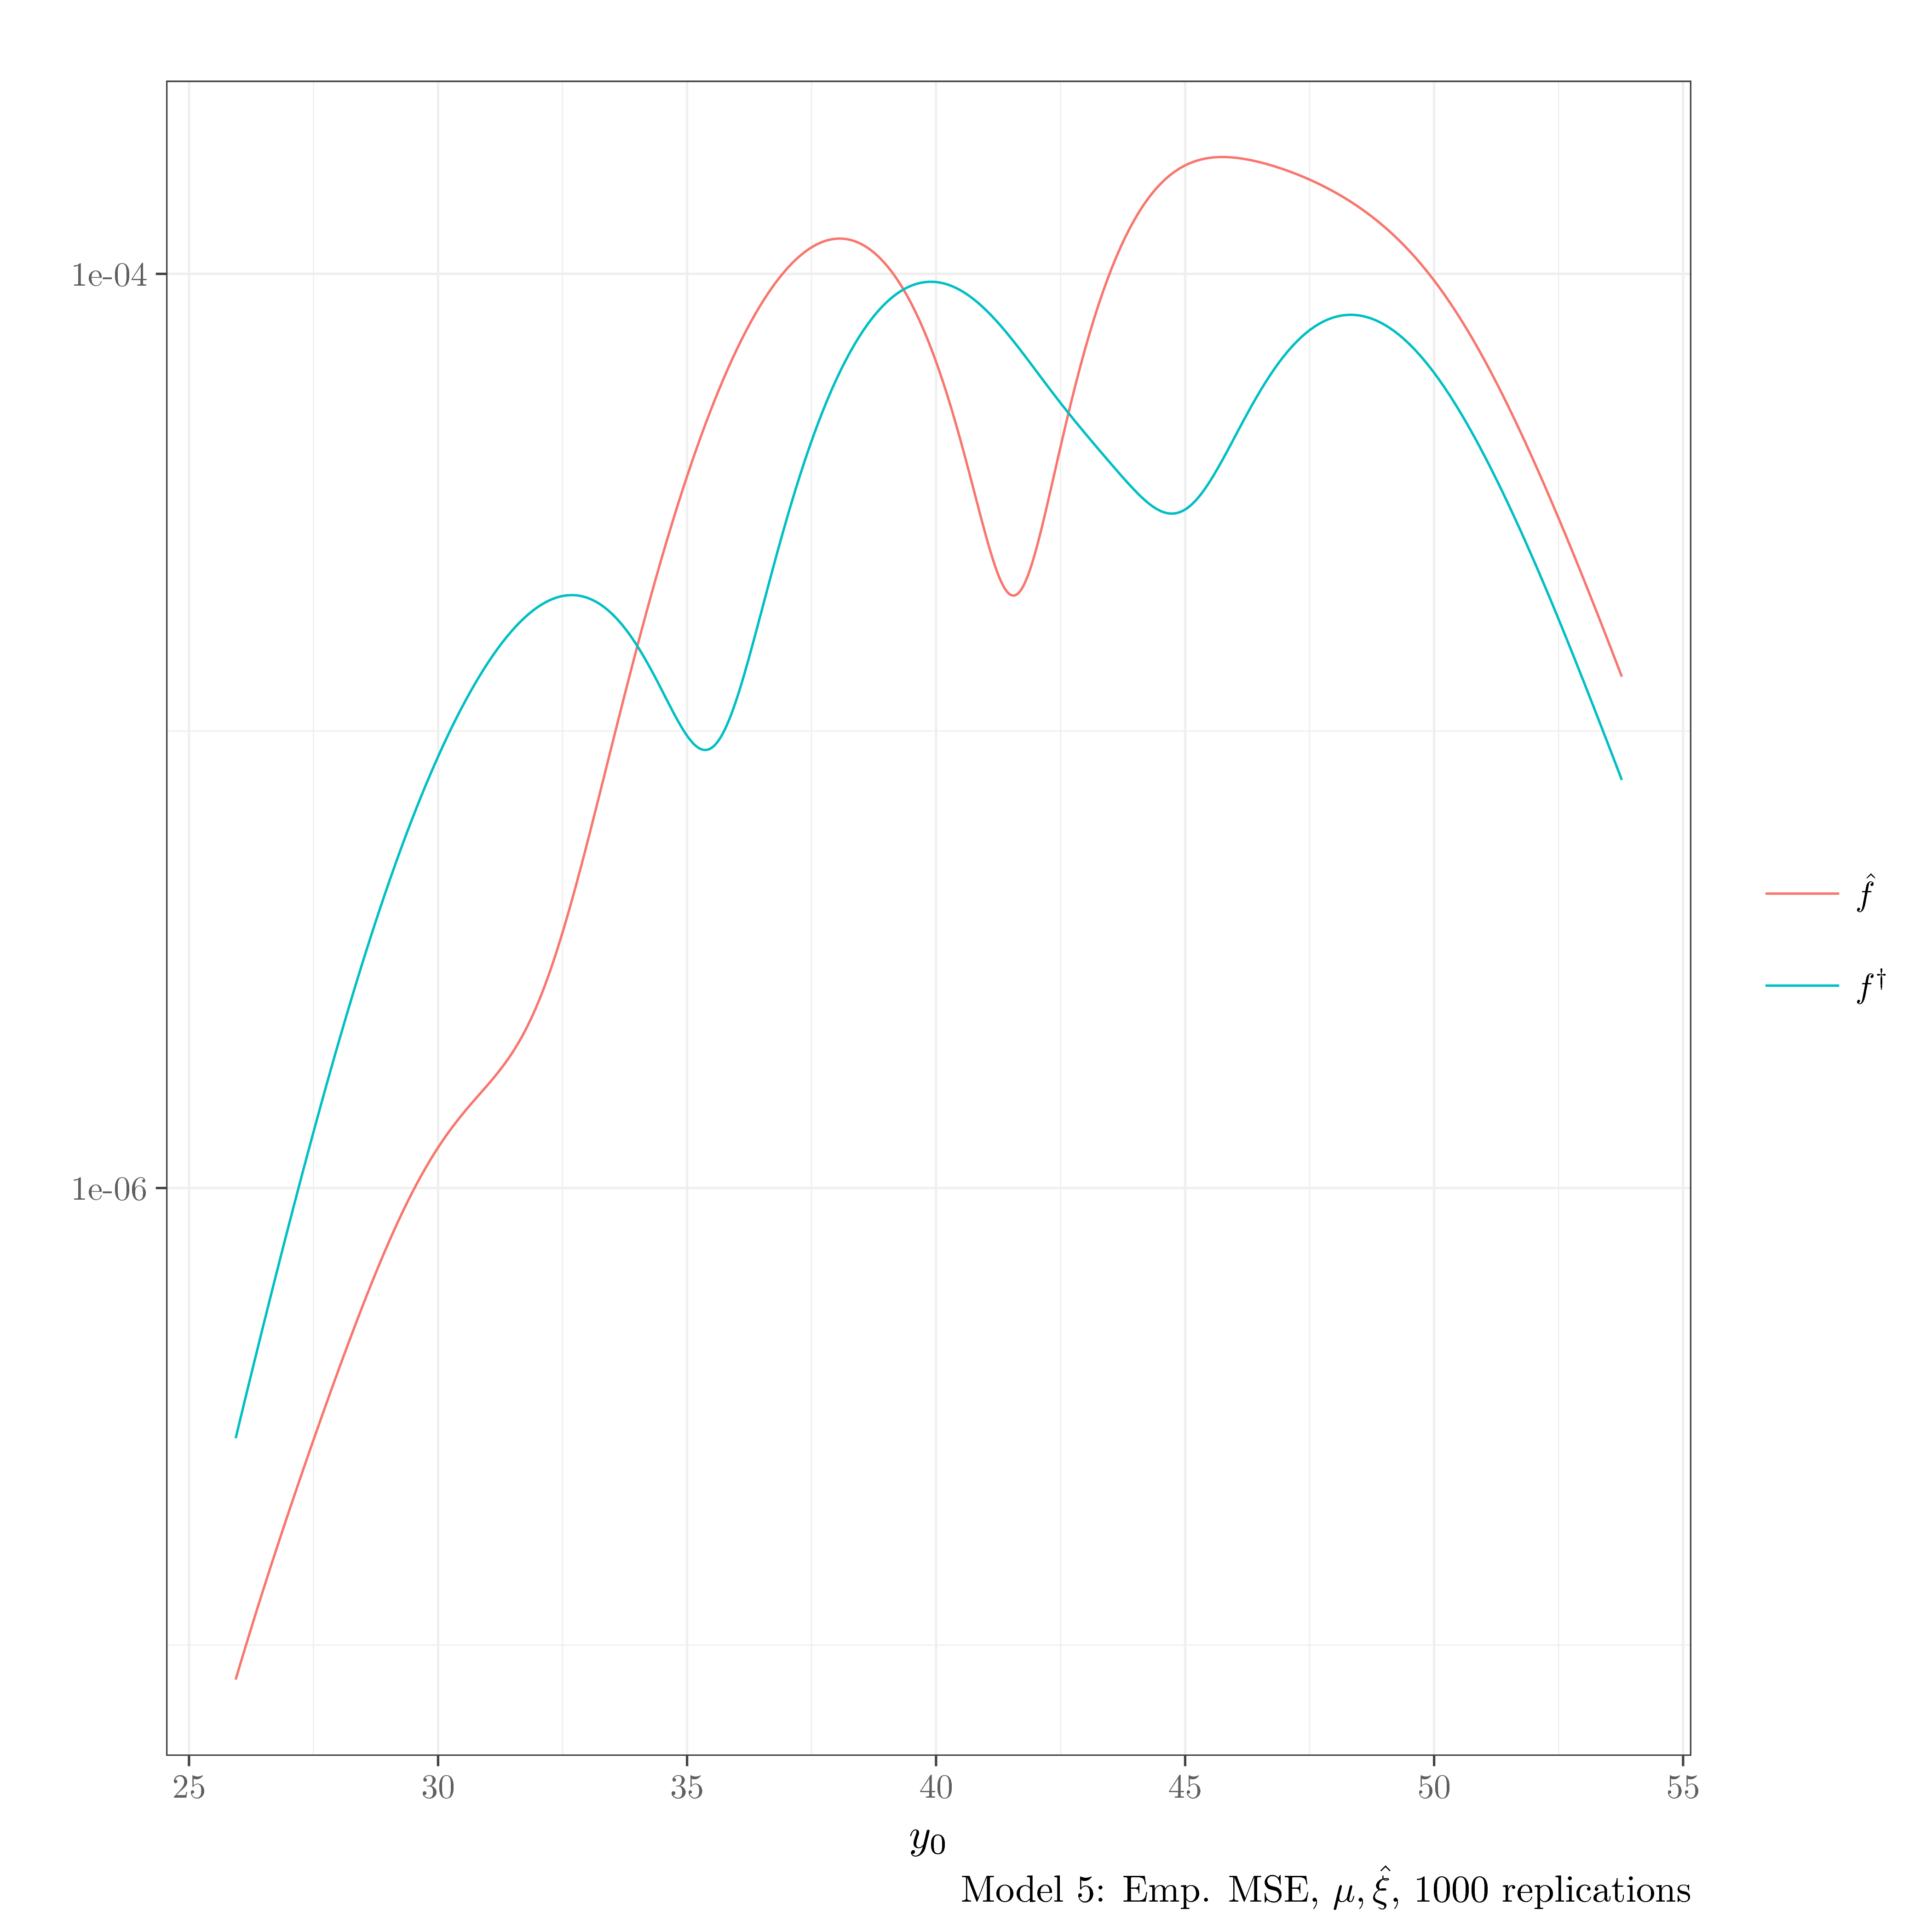 1e-04
1e-06
25 30 35 40 45 50 55
y₀
f̂
f†
Model 5: Emp. MSE, μ, ξ̂, 1000 replications